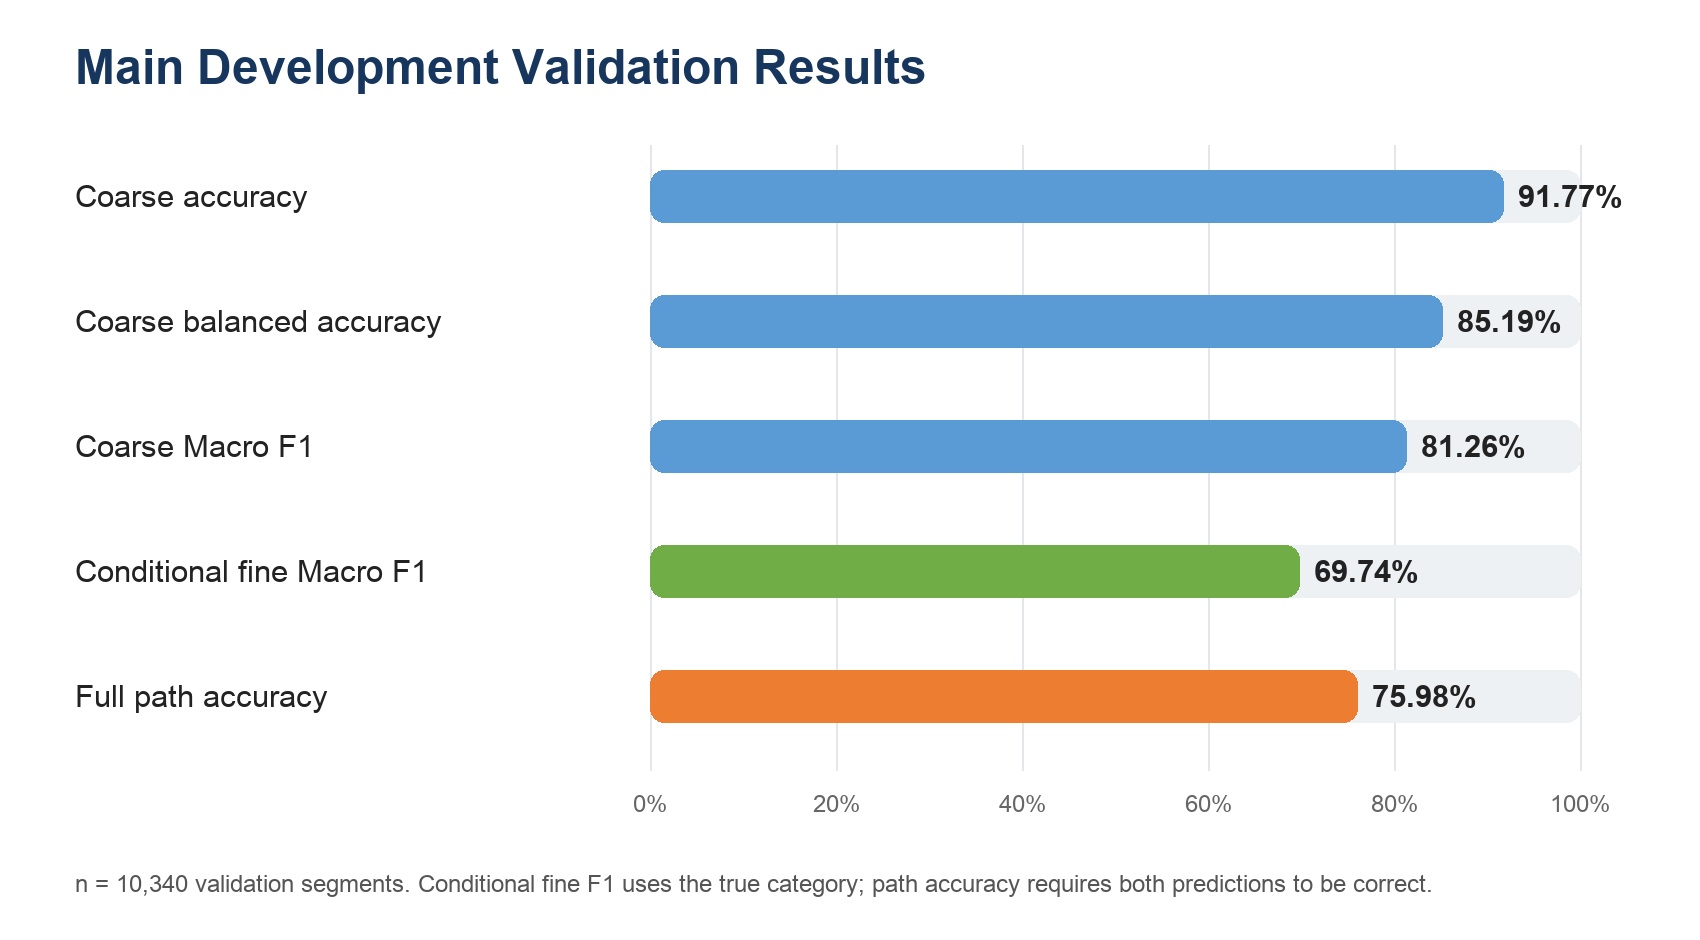 Main Development Validation Results
Coarse accuracy 91.77%
Coarse balanced accuracy 85.19%
Coarse Macro F1 81.26%
Conditional fine Macro F1 69.74%
Full path accuracy 75.98%
0% 20% 40% 60% 80% 100%
n = 10,340 validation segments. Conditional fine F1 uses the true category; path accuracy requires both predictions to be correct.